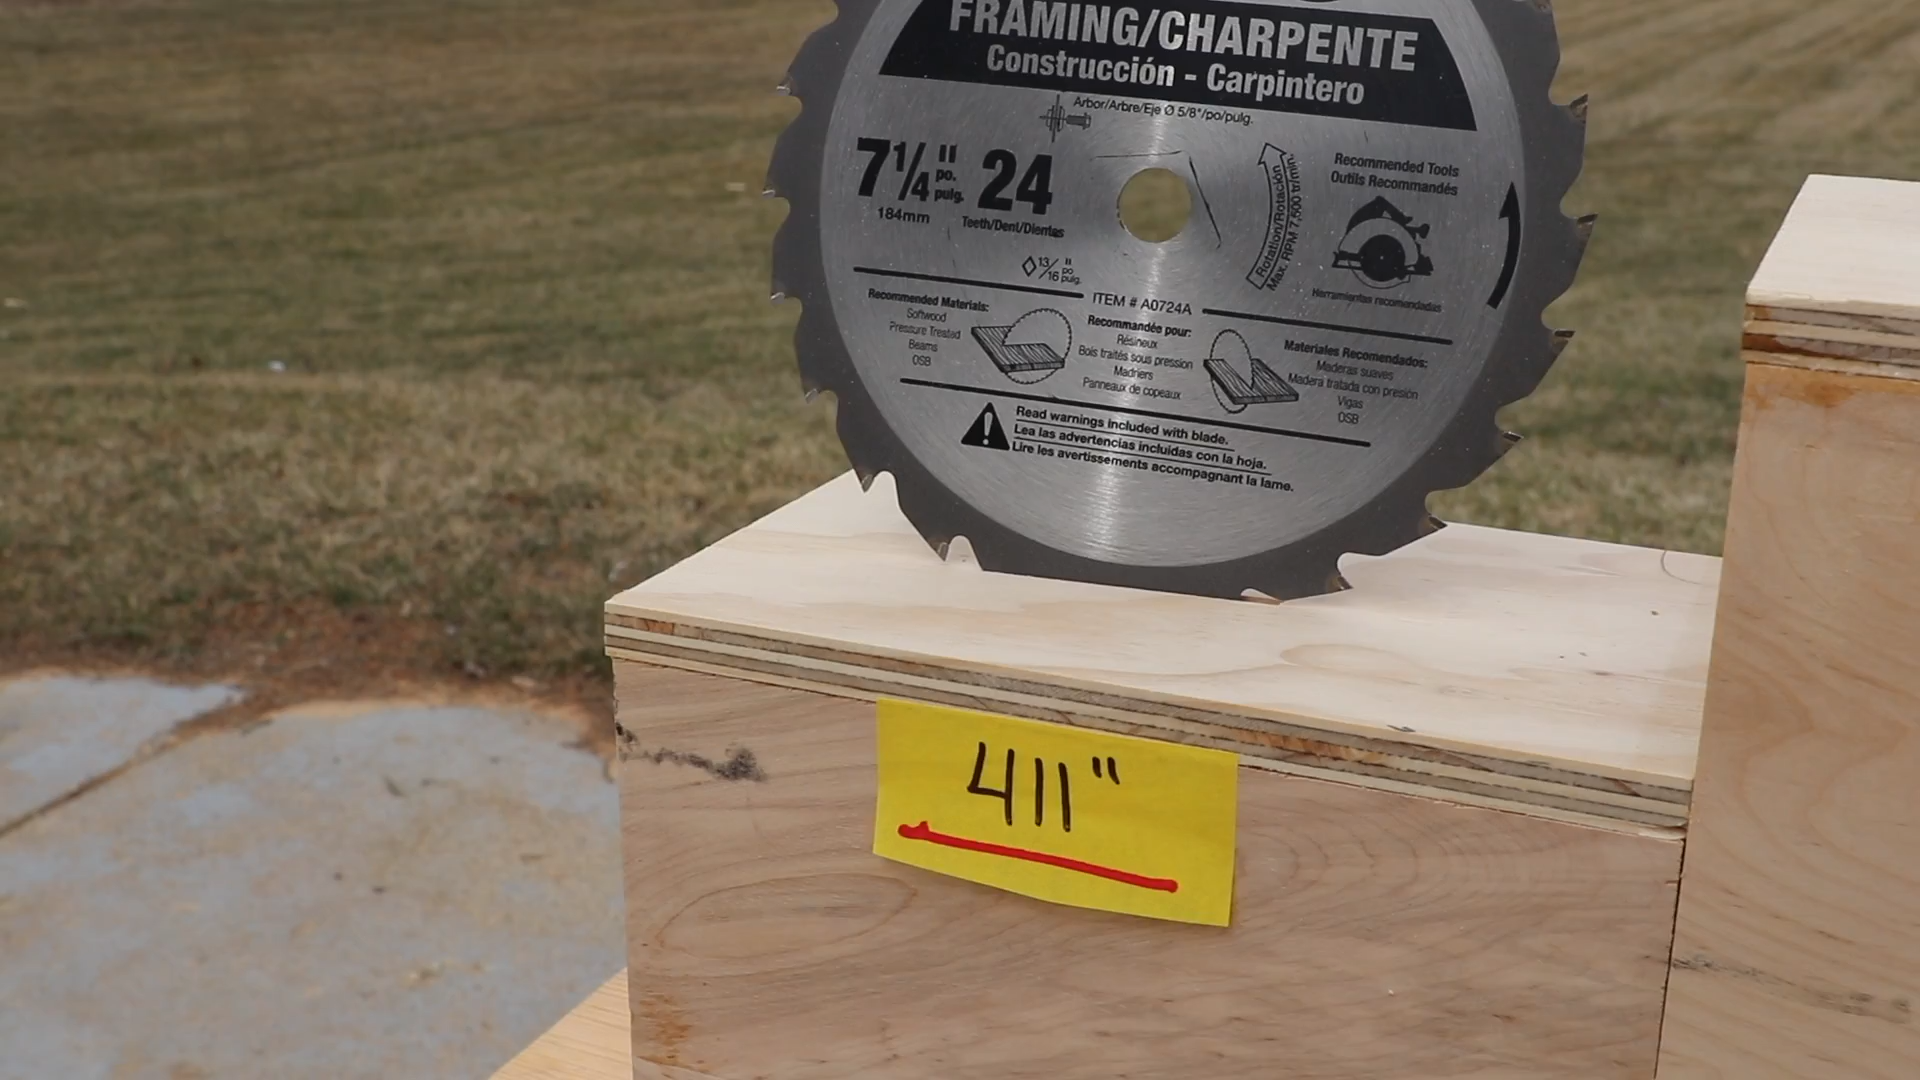 FRAMING/CHARPENTE
Construcción - Carpintero
Arbor/Arbre/Eje Ø 5/8"/po/pulg.
7 1/4" po. pulg.
184mm
24
Teeth/Dent/Dientes
13/16 " po pulg.
Rotation/Rotación
Max. RPM 7,500 tr/min.
Recommended Tools
Outils Recommandés
Herramientas recomendadas
ITEM # A0724A
Recommended Materials:
Softwood
Pressure Treated
Beams
OSB
Recommandée pour:
Résineux
Bois traités sous pression
Madriers
Panneaux de copeaux
Materiales Recomendados:
Maderas suaves
Madera tratada con presión
Vigas
OSB
Read warnings included with blade.
Lea las advertencias incluidas con la hoja.
Lire les avertissements accompagnant la lame.
411"